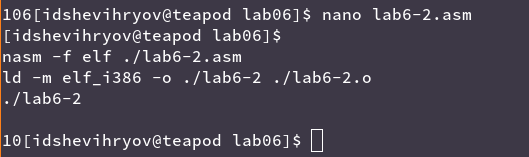 106[idshevihryov@teapod lab06]$ nano lab6-2.asm
[idshevihryov@teapod lab06]$
nasm -f elf ./lab6-2.asm
ld -m elf_i386 -o ./lab6-2 ./lab6-2.o
./lab6-2
10[idshevihryov@teapod lab06]$